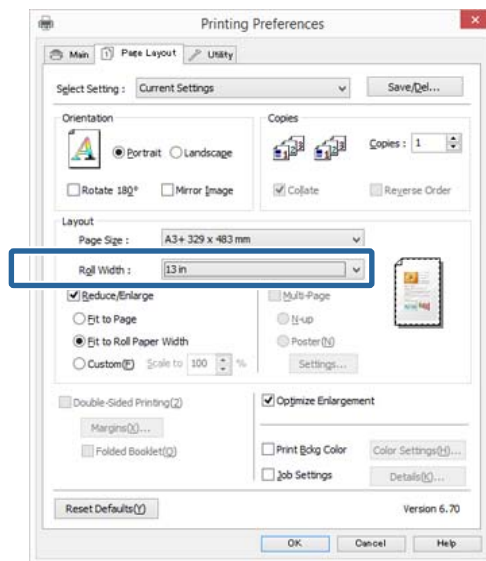 Printing Preferences
Main Page Layout Utility
Select Setting : Current Settings Save/Del...
Orientation Copies
Portrait Landscape Copies : 1
Rotate 180° Mirror Image Collate Reverse Order
Layout
Page Size : A3+ 329 x 483 mm
Roll Width : 13 in
Reduce/Enlarge Multi-Page
Fit to Page N-up
Fit to Roll Paper Width Poster(N)
Custom(F) Scale to 100 % Settings...
Double-Sided Printing(2) Optimize Enlargement
Margins(X)...
Folded Booklet(Q) Print Bckg Color Color Settings(H)...
Job Settings Details(K)...
Reset Defaults(Y) Version 6.70
OK Cancel Help